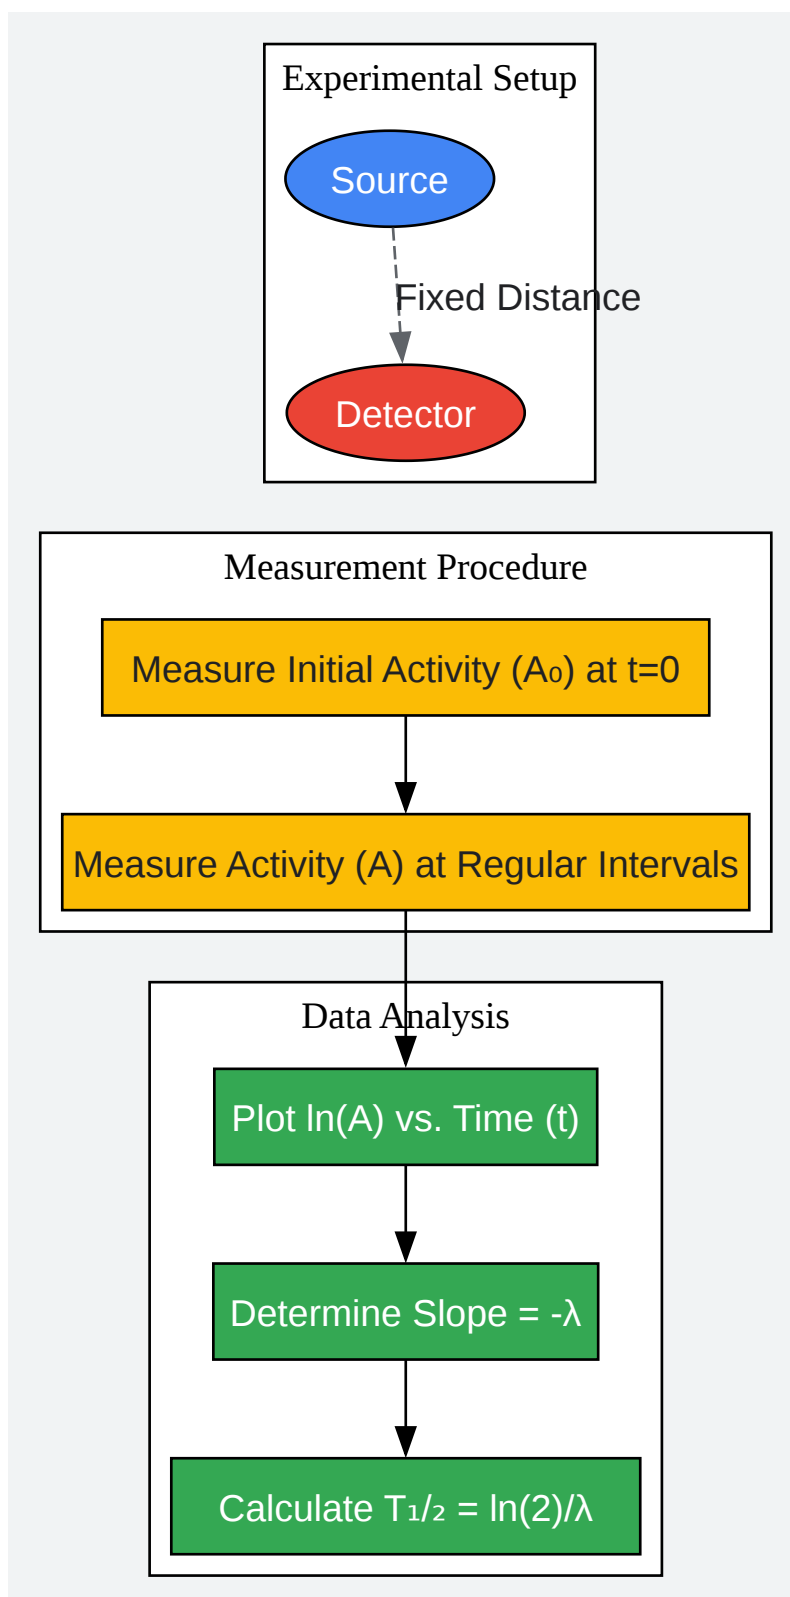 Experimental Setup
Source
Fixed Distance
Detector
Measurement Procedure
Measure Initial Activity (A₀) at t=0
Measure Activity (A) at Regular Intervals
Data Analysis
Plot ln(A) vs. Time (t)
Determine Slope = -λ
Calculate T₁/₂ = ln(2)/λ